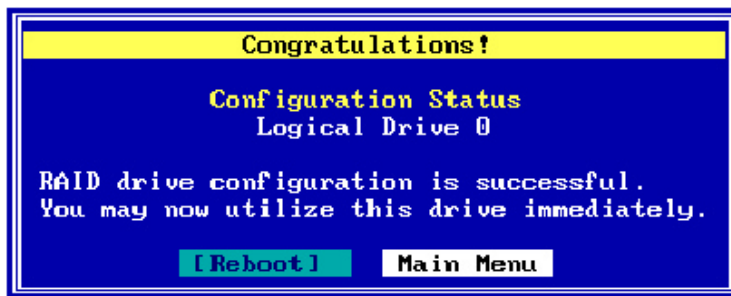 Congratulations!
Configuration Status
Logical Drive 0
RAID drive configuration is successful.
You may now utilize this drive immediately.
[Reboot] Main Menu